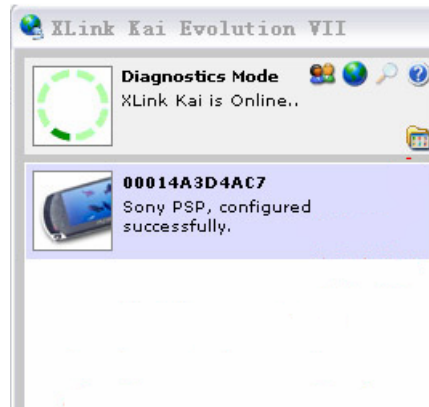 XLink Kai Evolution VII
Diagnostics Mode
XLink Kai is Online..
00014A3D4AC7
Sony PSP, configured
successfully.